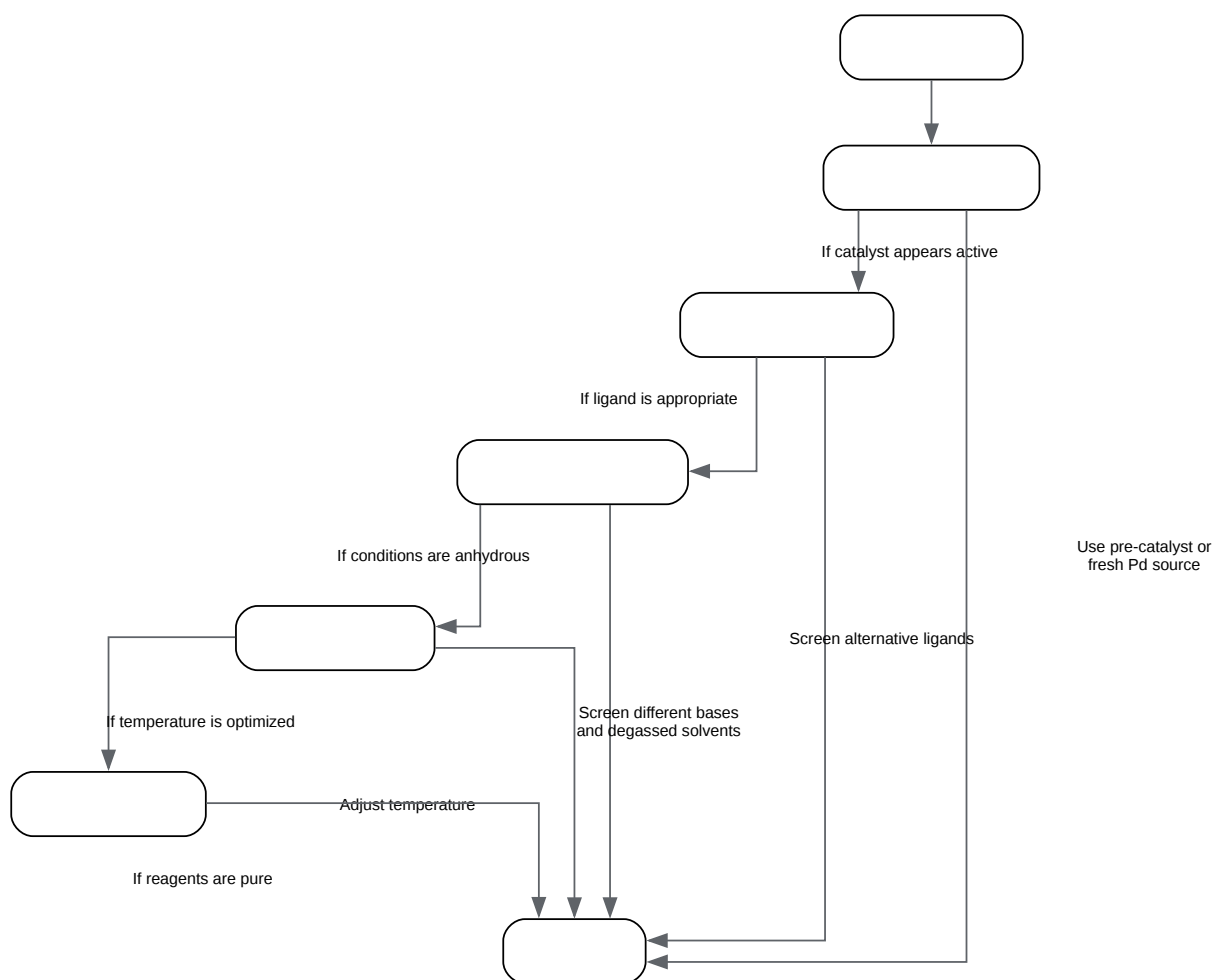 If catalyst appears active
If ligand is appropriate
Use pre-catalyst or
fresh Pd source
If conditions are anhydrous
Screen alternative ligands
Screen different bases
and degassed solvents
If temperature is optimized
Adjust temperature
If reagents are pure